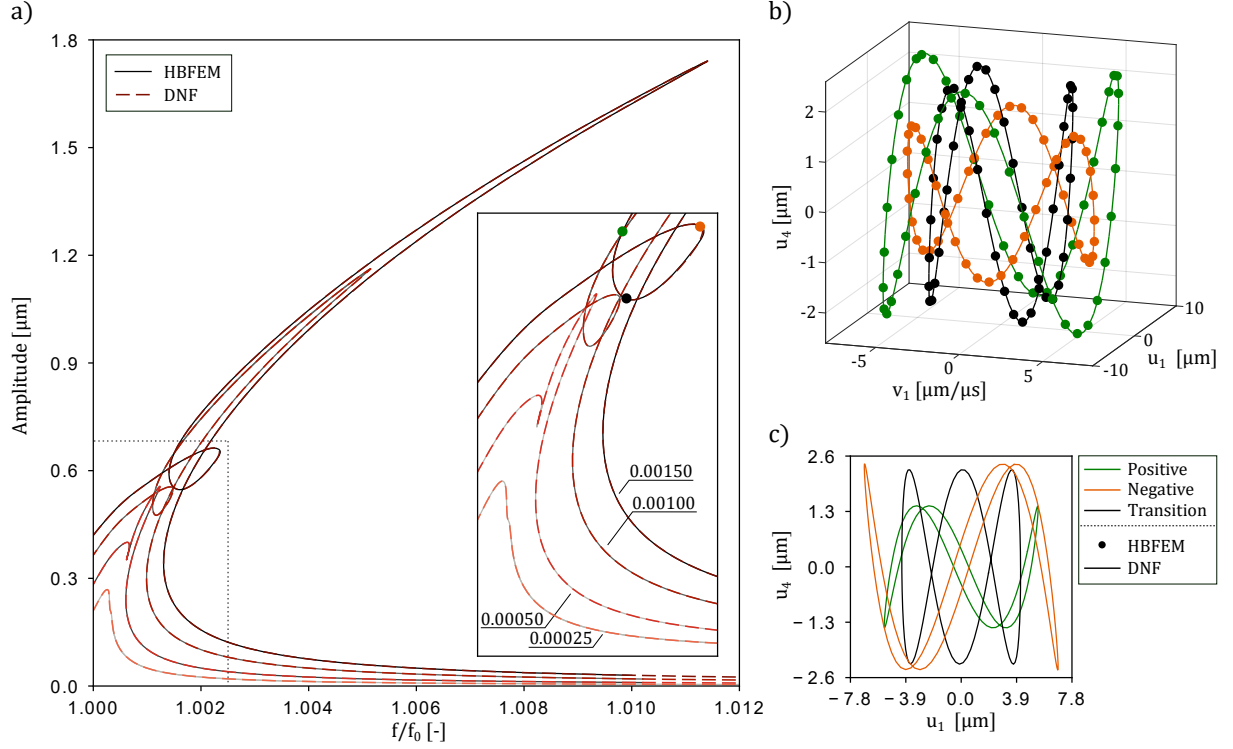 a)
1.8
1.5
1.2
0.9
0.6
0.3
0.0
Amplitude [μm]
HBFEM
DNF
0.00150
0.00100
0.00050
0.00025
1.000
1.002
1.004
1.006
1.008
1.010
1.012
f/f₀ [-]
b)
2
1
0
-1
-2
u₄ [μm]
-5
0
5
v₁ [μm/μs]
-10
0
10
u₁ [μm]
c)
2.6
1.3
0.0
−1.3
−2.6
u₄ [μm]
−7.8
−3.9
0.0
3.9
7.8
u₁ [μm]
Positive
Negative
Transition
HBFEM
DNF